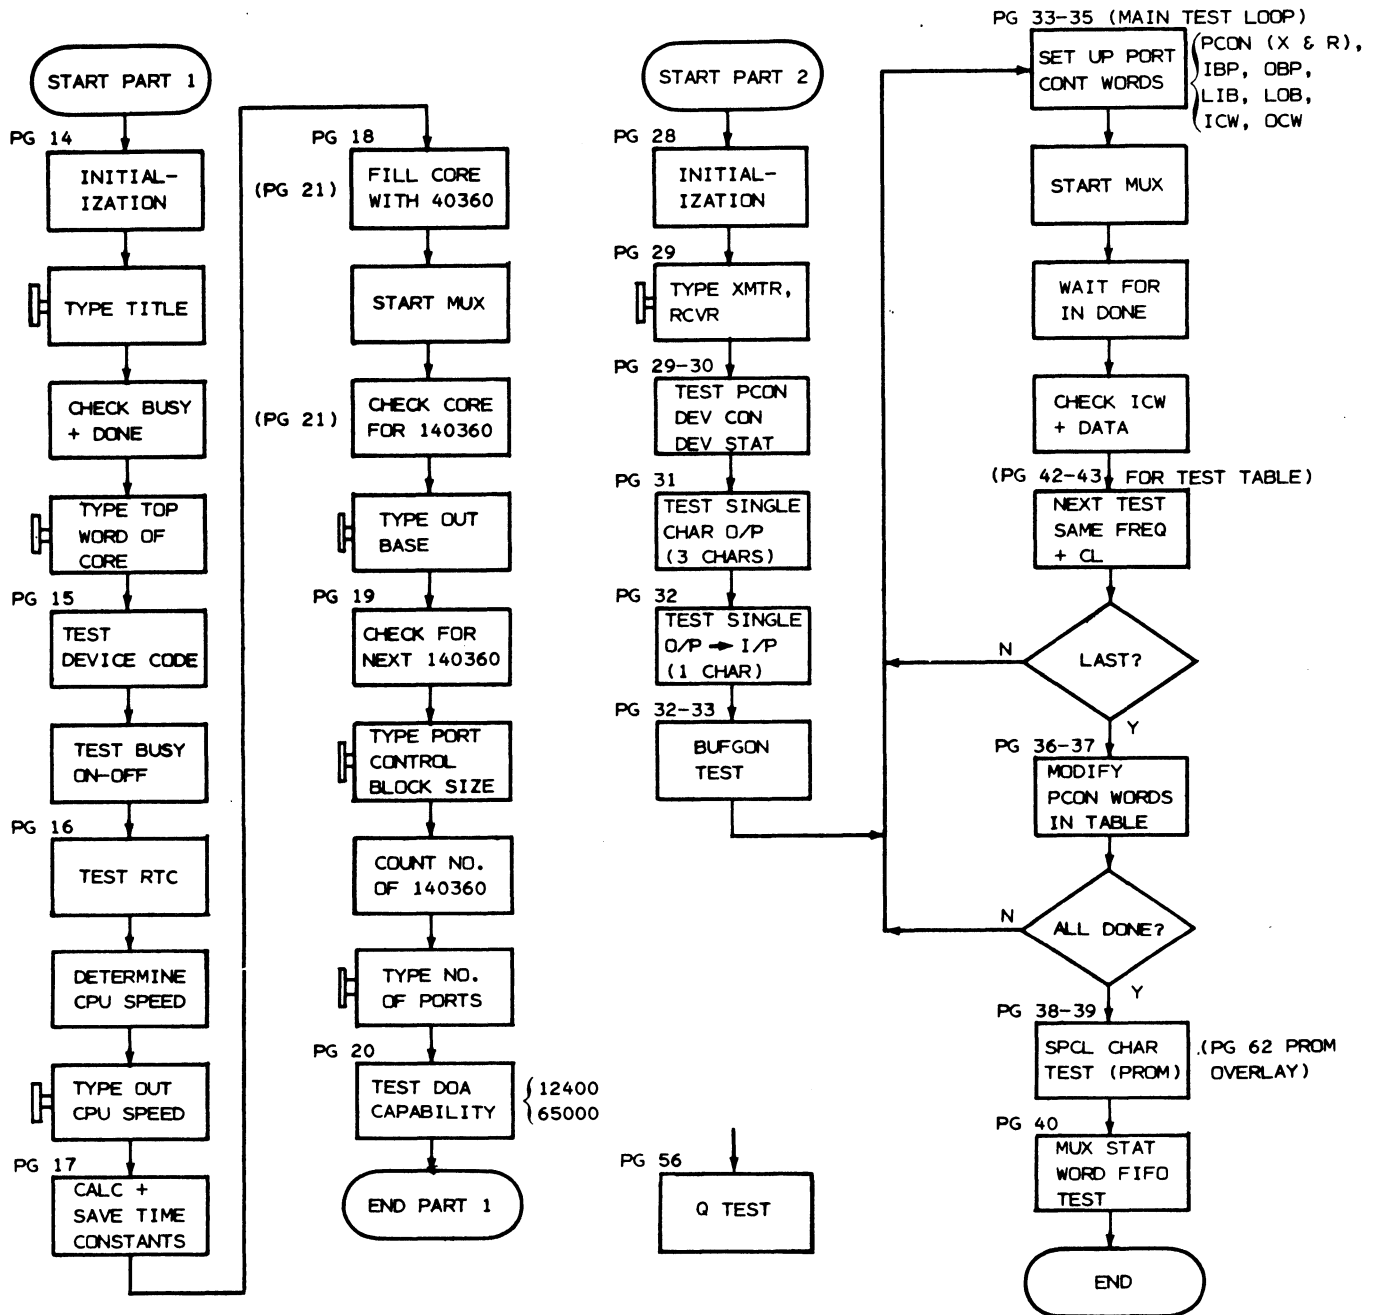 START PART 1
PG 14
INITIAL-
IZATION
TYPE TITLE
CHECK BUSY
+ DONE
TYPE TOP
WORD OF
CORE
PG 15
TEST
DEVICE CODE
TEST BUSY
ON-OFF
PG 16
TEST RTC
DETERMINE
CPU SPEED
TYPE OUT
CPU SPEED
PG 17
CALC +
SAVE TIME
CONSTANTS
PG 18
(PG 21)
FILL CORE
WITH 40360
START MUX
(PG 21)
CHECK CORE
FOR 140360
TYPE OUT
BASE
PG 19
CHECK FOR
NEXT 140360
TYPE PORT
CONTROL
BLOCK SIZE
COUNT NO.
OF 140360
TYPE NO.
OF PORTS
PG 20
TEST DOA
CAPABILITY
12400
65000
END PART 1
START PART 2
PG 28
INITIAL-
IZATION
PG 29
TYPE XMTR,
RCVR
PG 29-30
TEST PCON
DEV CON
DEV STAT
PG 31
TEST SINGLE
CHAR O/P
(3 CHARS)
PG 32
TEST SINGLE
O/P → I/P
(1 CHAR)
PG 32-33
BUFGON
TEST
PG 56
Q TEST
PG 33-35 (MAIN TEST LOOP)
SET UP PORT
CONT WORDS
PCON (X & R),
IBP, OBP,
LIB, LOB,
ICW, OCW
START MUX
WAIT FOR
IN DONE
CHECK ICW
+ DATA
(PG 42-43 FOR TEST TABLE)
NEXT TEST
SAME FREQ
+ CL
LAST?
N
Y
PG 36-37
MODIFY
PCON WORDS
IN TABLE
ALL DONE?
N
Y
PG 38-39
SPCL CHAR
TEST (PROM)
(PG 62 PROM
OVERLAY)
PG 40
MUX STAT
WORD FIFO
TEST
END